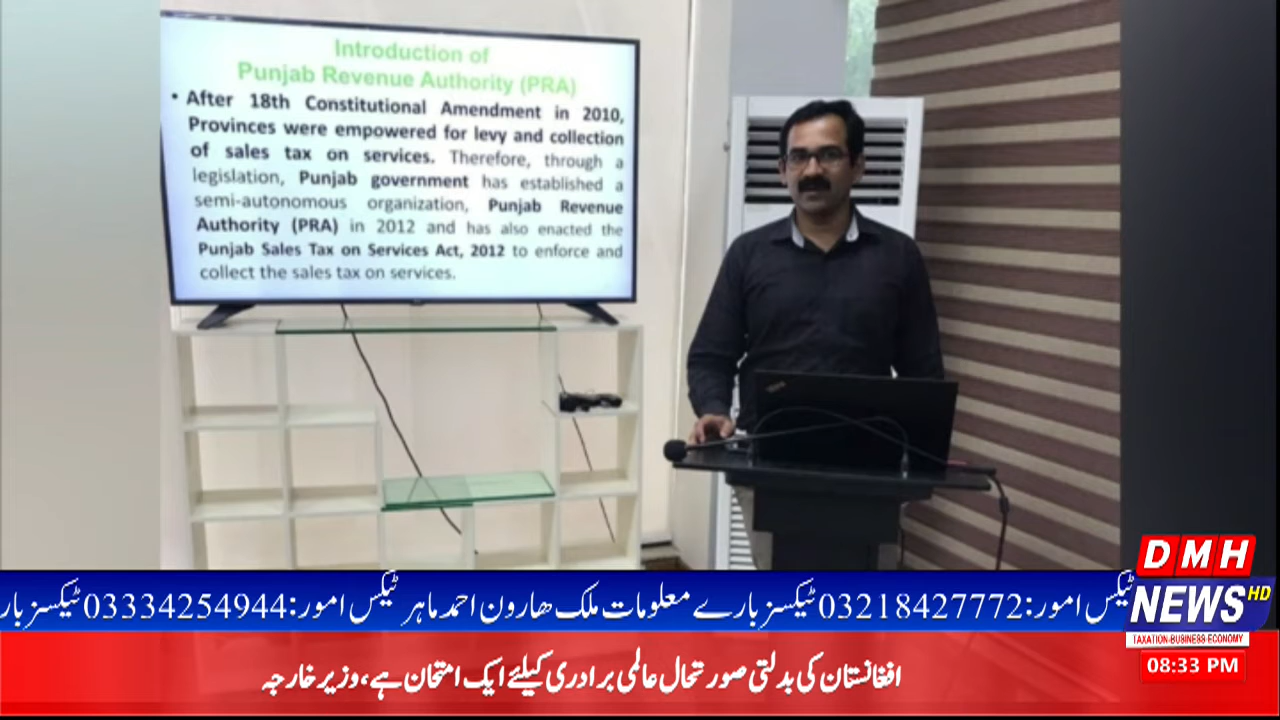 Introduction of
Punjab Revenue Authority (PRA)
• After 18th Constitutional Amendment in 2010,
Provinces were empowered for levy and collection
of sales tax on services. Therefore, through a
legislation, Punjab government has established a
semi-autonomous organization, Punjab Revenue
Authority (PRA) in 2012 and has also enacted the
Punjab Sales Tax on Services Act, 2012 to enforce and
collect the sales tax on services.
DMH
NEWS HD
TAXATION-BUSINESS-ECONOMY
08:33 PM
ٹیکس امور:03218427772 ٹیکسز بارے معلومات ملک ھارون احمد ماہر ٹیکس امور:03334254944 ٹیکسز بار
افغانستان کی بدلتی صورتحال عالمی برادری کیلئے ایک امتحان ہے، وزیر خارجہ